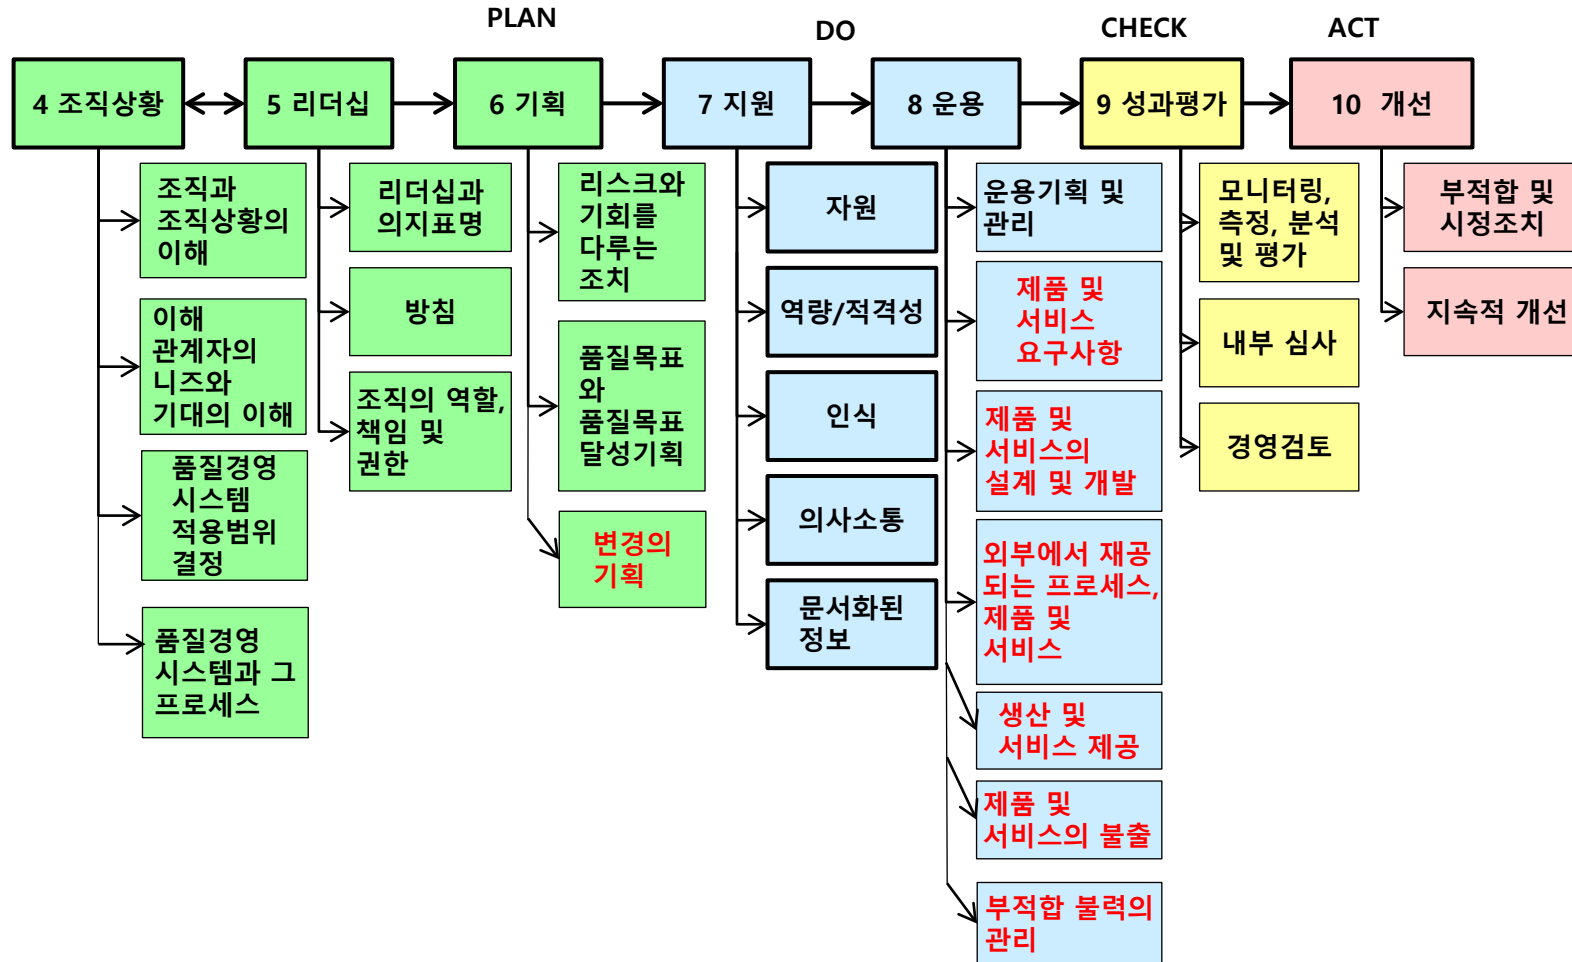 PLAN
DO
CHECK
ACT
4 조직상황
5 리더십
6 기획
7 지원
8 운용
9 성과평가
10 개선
조직과
조직상황의
이해
이해
관계자의
니즈와
기대의 이해
품질경영
시스템
적용범위
결정
품질경영
시스템과 그
프로세스
리더십과
의지표명
방침
조직의 역할,
책임 및
권한
리스크와
기회를
다루는
조치
품질목표
와
품질목표
달성기획
변경의
기획
자원
역량/적격성
인식
의사소통
문서화된
정보
운용기획 및
관리
제품 및
서비스
요구사항
제품 및
서비스의
설계 및 개발
외부에서 재공
되는 프로세스,
제품 및
서비스
생산 및
서비스 제공
제품 및
서비스의 불출
부적합 불력의
관리
모니터링,
측정, 분석
및 평가
내부 심사
경영검토
부적합 및
시정조치
지속적 개선